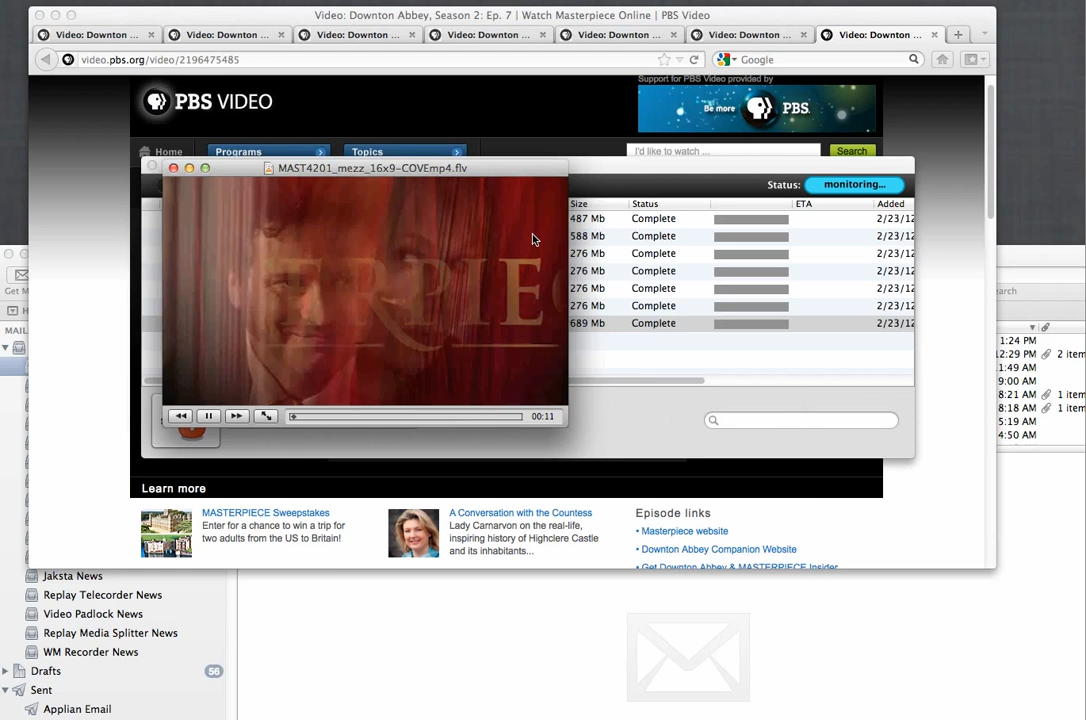 Video: Downton Abbey, Season 2: Ep. 7 | Watch Masterpiece Online | PBS Video
Video: Downton ...
Video: Downton ...
Video: Downton ...
Video: Downton ...
Video: Downton ...
Video: Downton ...
Video: Downton ...
video.pbs.org/video/2196475485
Google
Support for PBS Video provided by
PBS VIDEO
Be more PBS.
Home
Programs
Topics
I'd like to watch ...
Search
MAST4201_mezz_16x9-COVEmp4.flv
Status: monitoring...
Size Status ETA Added
487 Mb Complete 2/23/12
588 Mb Complete 2/23/12
276 Mb Complete 2/23/12
276 Mb Complete 2/23/12
276 Mb Complete 2/23/12
276 Mb Complete 2/23/12
689 Mb Complete 2/23/12
ERPIEC
00:11
Get M
MAIL
earch
1:24 PM
12:29 PM 2 item
11:49 AM
9:00 AM
8:21 AM 1 item
8:18 AM 1 item
5:19 AM
4:50 AM
Learn more
MASTERPIECE Sweepstakes
Enter for a chance to win a trip for
two adults from the US to Britain!
A Conversation with the Countess
Lady Carnarvon on the real-life,
inspiring history of Highclere Castle
and its inhabitants...
Episode links
• Masterpiece website
• Downton Abbey Companion Website
• Get Downton Abbey & MASTERPIECE Insider
Jaksta News
Replay Telecorder News
Video Padlock News
Replay Media Splitter News
WM Recorder News
Drafts 56
Sent
Applian Email